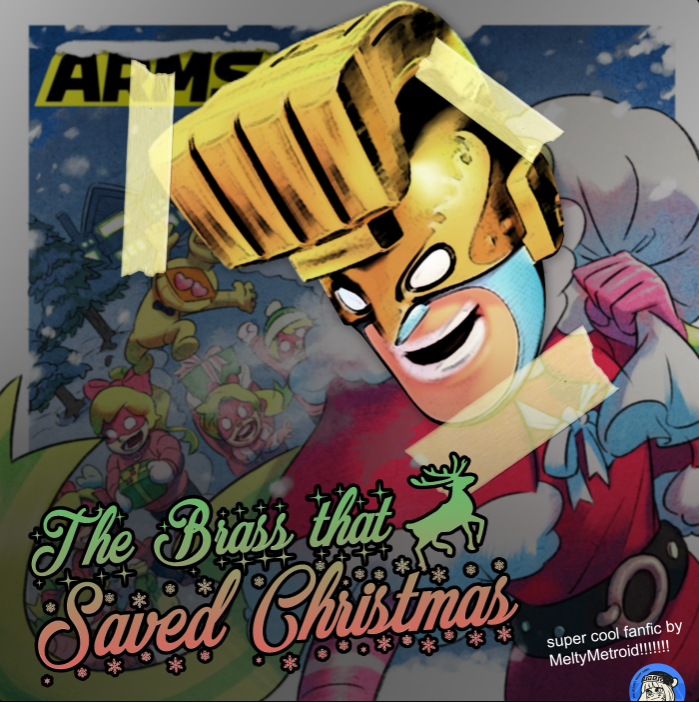 ARMS
The Brass that
Saved Christmas
super cool fanfic by
MeltyMetroid!!!!!!!